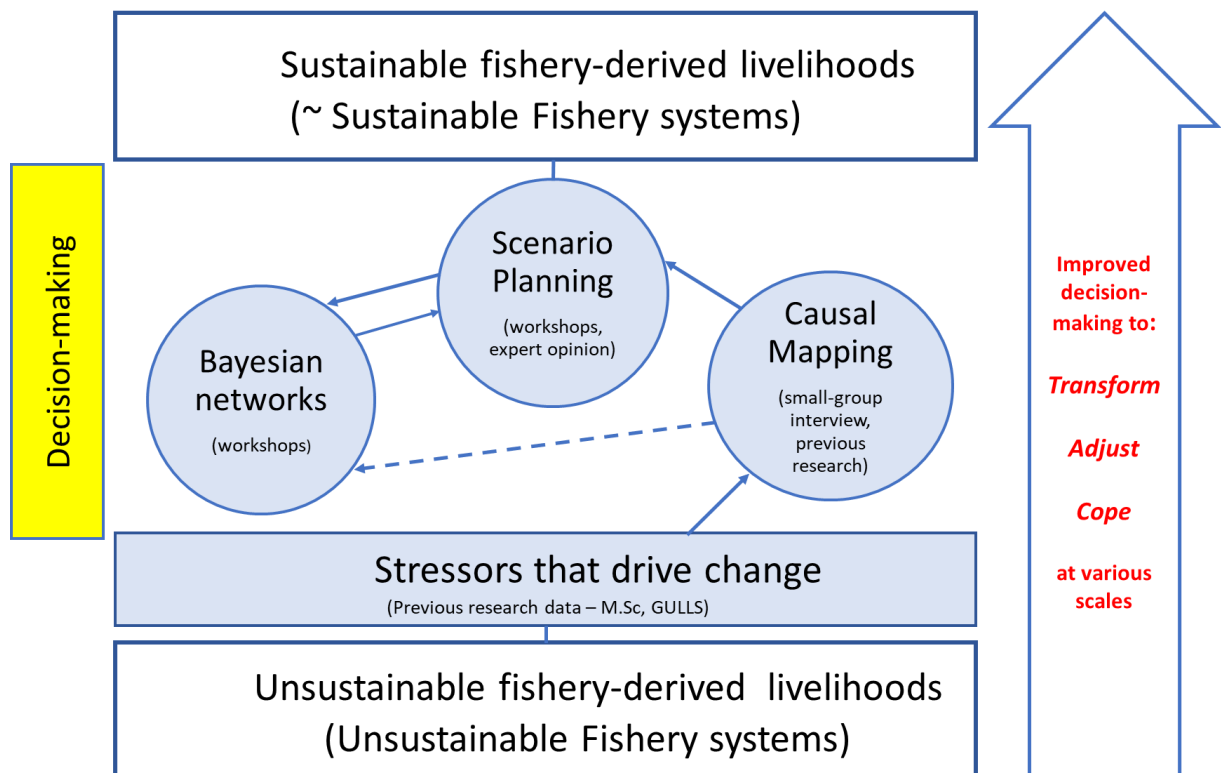 Sustainable fishery-derived livelihoods
(~ Sustainable Fishery systems)
Decision-making
Scenario
Planning
(workshops,
expert opinion)
Bayesian
networks
(workshops)
Causal
Mapping
(small-group
interview,
previous
research)
Stressors that drive change
(Previous research data – M.Sc, GULLS)
Unsustainable fishery-derived livelihoods
(Unsustainable Fishery systems)
Improved
decision-
making to:
Transform
Adjust
Cope
at various
scales